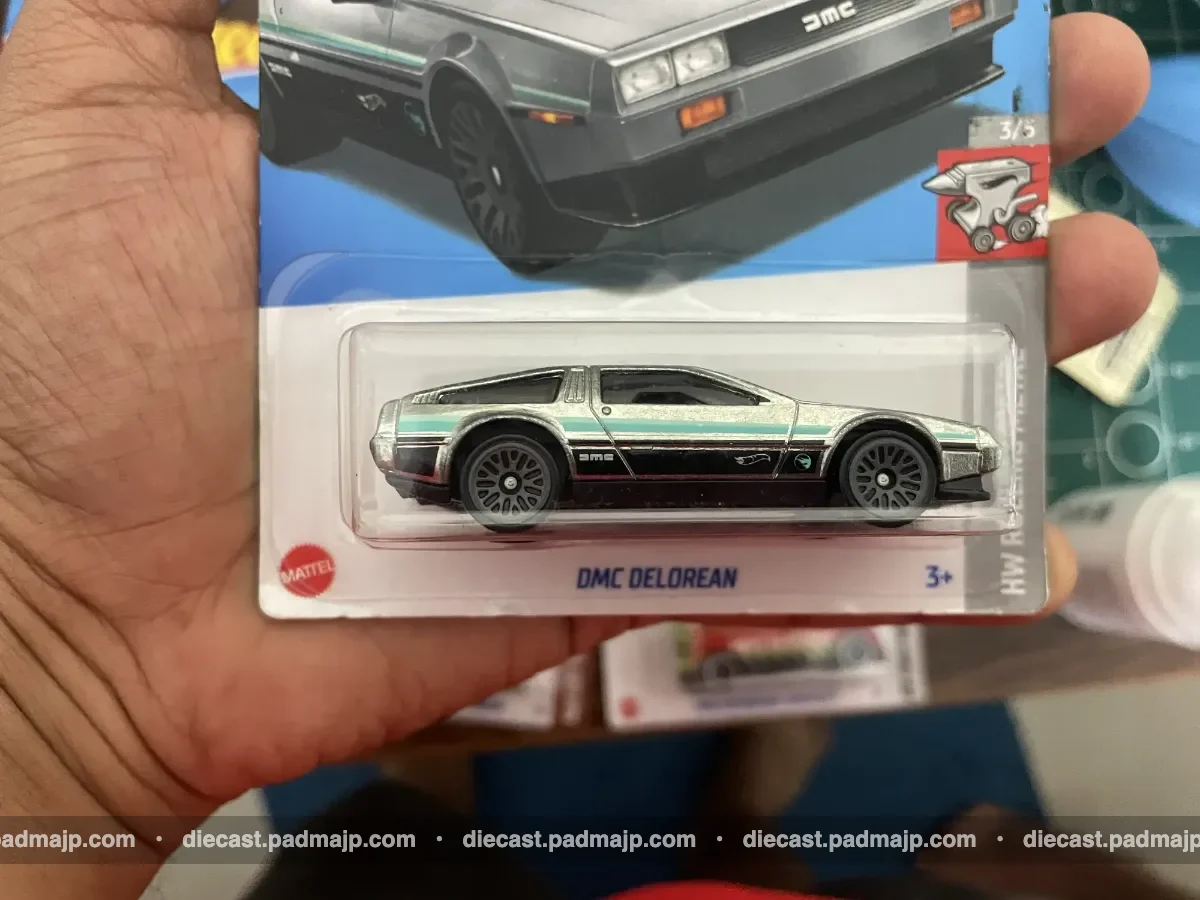 DMC
3/5
DMC
MATTEL
DMC DELOREAN
3+
HW R
padmajp.com • diecast.padmajp.com • diecast.padmajp.com • diecast.padmajp.com • diecast.padmajp